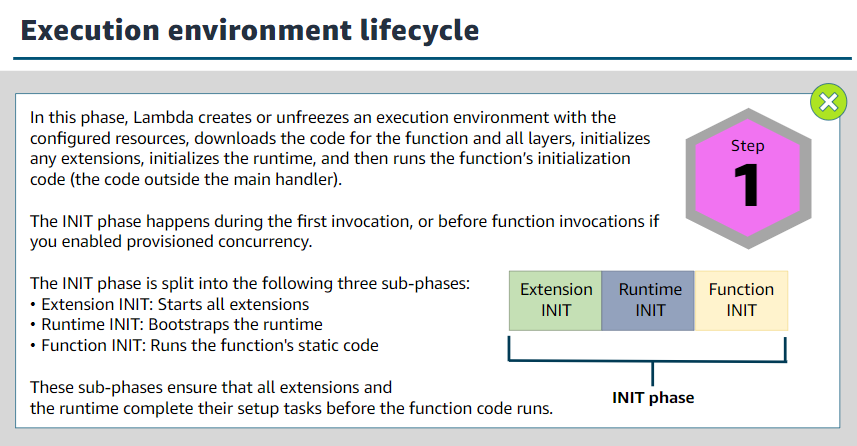 Execution environment lifecycle
In this phase, Lambda creates or unfreezes an execution environment with the
configured resources, downloads the code for the function and all layers, initializes
any extensions, initializes the runtime, and then runs the function’s initialization
code (the code outside the main handler).
The INIT phase happens during the first invocation, or before function invocations if
you enabled provisioned concurrency.
The INIT phase is split into the following three sub-phases:
• Extension INIT: Starts all extensions
• Runtime INIT: Bootstraps the runtime
• Function INIT: Runs the function's static code
These sub-phases ensure that all extensions and
the runtime complete their setup tasks before the function code runs.
Step
1
Extension
INIT
Runtime
INIT
Function
INIT
INIT phase